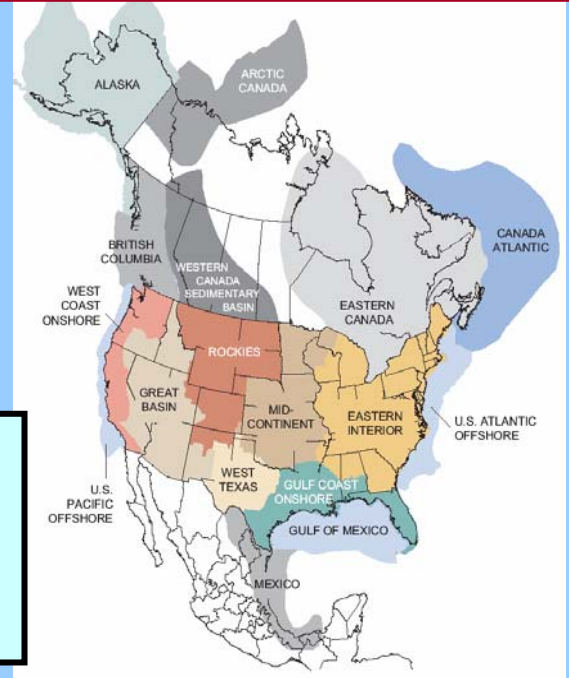 ALASKA
ARCTIC
CANADA
BRITISH
COLUMBIA
WESTERN
CANADA
SEDIMENTARY
BASIN
EASTERN
CANADA
CANADA
ATLANTIC
WEST
COAST
ONSHORE
ROCKIES
GREAT
BASIN
MID-
CONTINENT
EASTERN
INTERIOR
U.S. ATLANTIC
OFFSHORE
WEST
TEXAS
GULF COAST
ONSHORE
U.S.
PACIFIC
OFFSHORE
GULF OF MEXICO
MEXICO